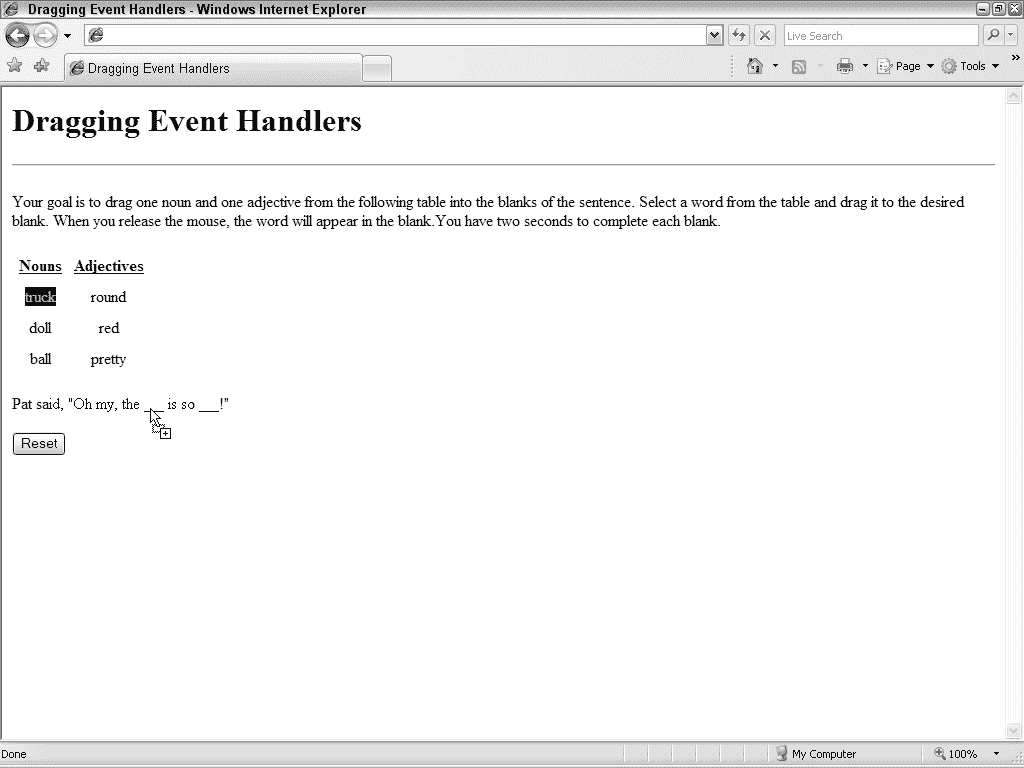 Dragging Event Handlers - Windows Internet Explorer
Live Search
Dragging Event Handlers
Page
Tools
»
Dragging Event Handlers
Your goal is to drag one noun and one adjective from the following table into the blanks of the sentence. Select a word from the table and drag it to the desired
blank. When you release the mouse, the word will appear in the blank.You have two seconds to complete each blank.
Nouns Adjectives
truck round
doll red
ball pretty
Pat said, "Oh my, the ___ is so ___!"
Reset
Done
My Computer
100%